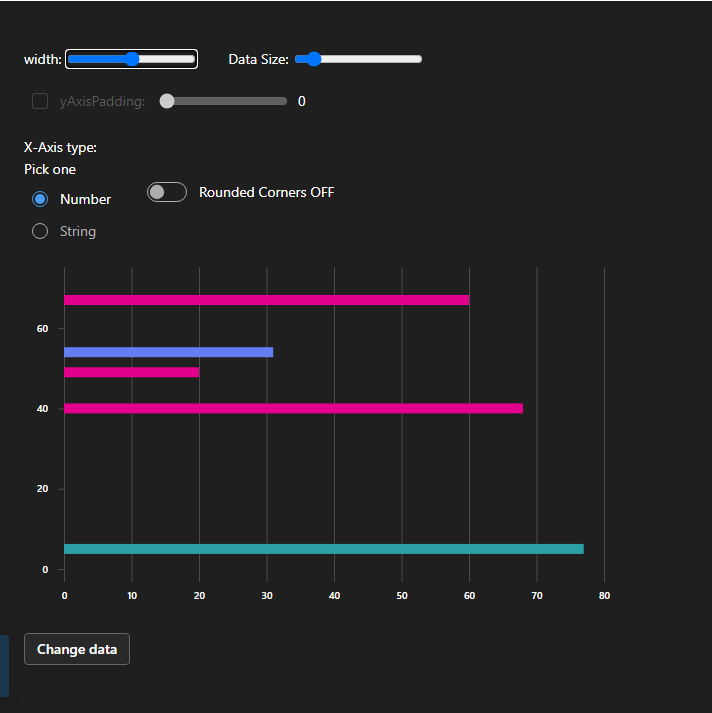 width: Data Size:
yAxisPadding: 0
X-Axis type:
Pick one
Number Rounded Corners OFF
String
60
40
20
0
0 10 20 30 40 50 60 70 80
Change data